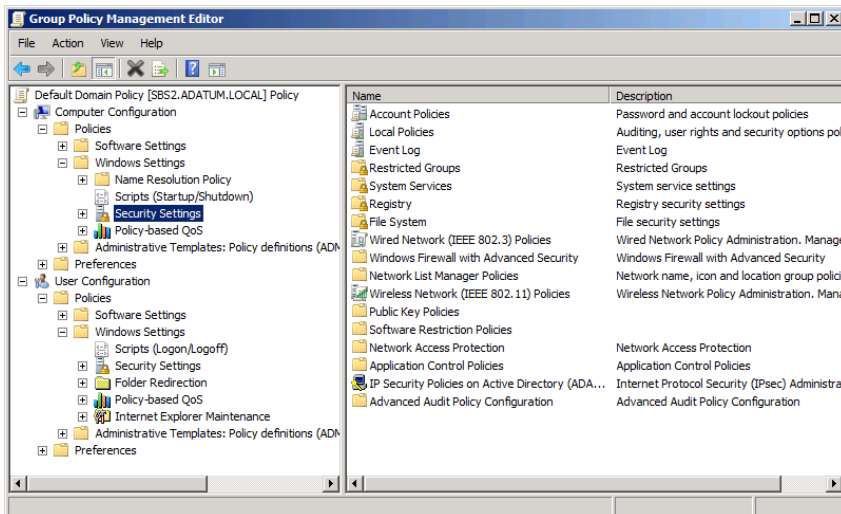 Group Policy Management Editor
File Action View Help
Default Domain Policy [SBS2.ADATUM.LOCAL] Policy
Computer Configuration
Policies
Software Settings
Windows Settings
Name Resolution Policy
Scripts (Startup/Shutdown)
Security Settings
Policy-based QoS
Administrative Templates: Policy definitions (ADM
Preferences
User Configuration
Policies
Software Settings
Windows Settings
Scripts (Logon/Logoff)
Security Settings
Folder Redirection
Policy-based QoS
Internet Explorer Maintenance
Administrative Templates: Policy definitions (ADM
Preferences
Name Description
Account Policies Password and account lockout policies
Local Policies Auditing, user rights and security options pol
Event Log Event Log
Restricted Groups Restricted Groups
System Services System service settings
Registry Registry security settings
File System File security settings
Wired Network (IEEE 802.3) Policies Wired Network Policy Administration. Manage
Windows Firewall with Advanced Security Windows Firewall with Advanced Security
Network List Manager Policies Network name, icon and location group polici
Wireless Network (IEEE 802.11) Policies Wireless Network Policy Administration. Mana
Public Key Policies
Software Restriction Policies
Network Access Protection Network Access Protection
Application Control Policies Application Control Policies
IP Security Policies on Active Directory (ADA... Internet Protocol Security (IPsec) Administra
Advanced Audit Policy Configuration Advanced Audit Policy Configuration